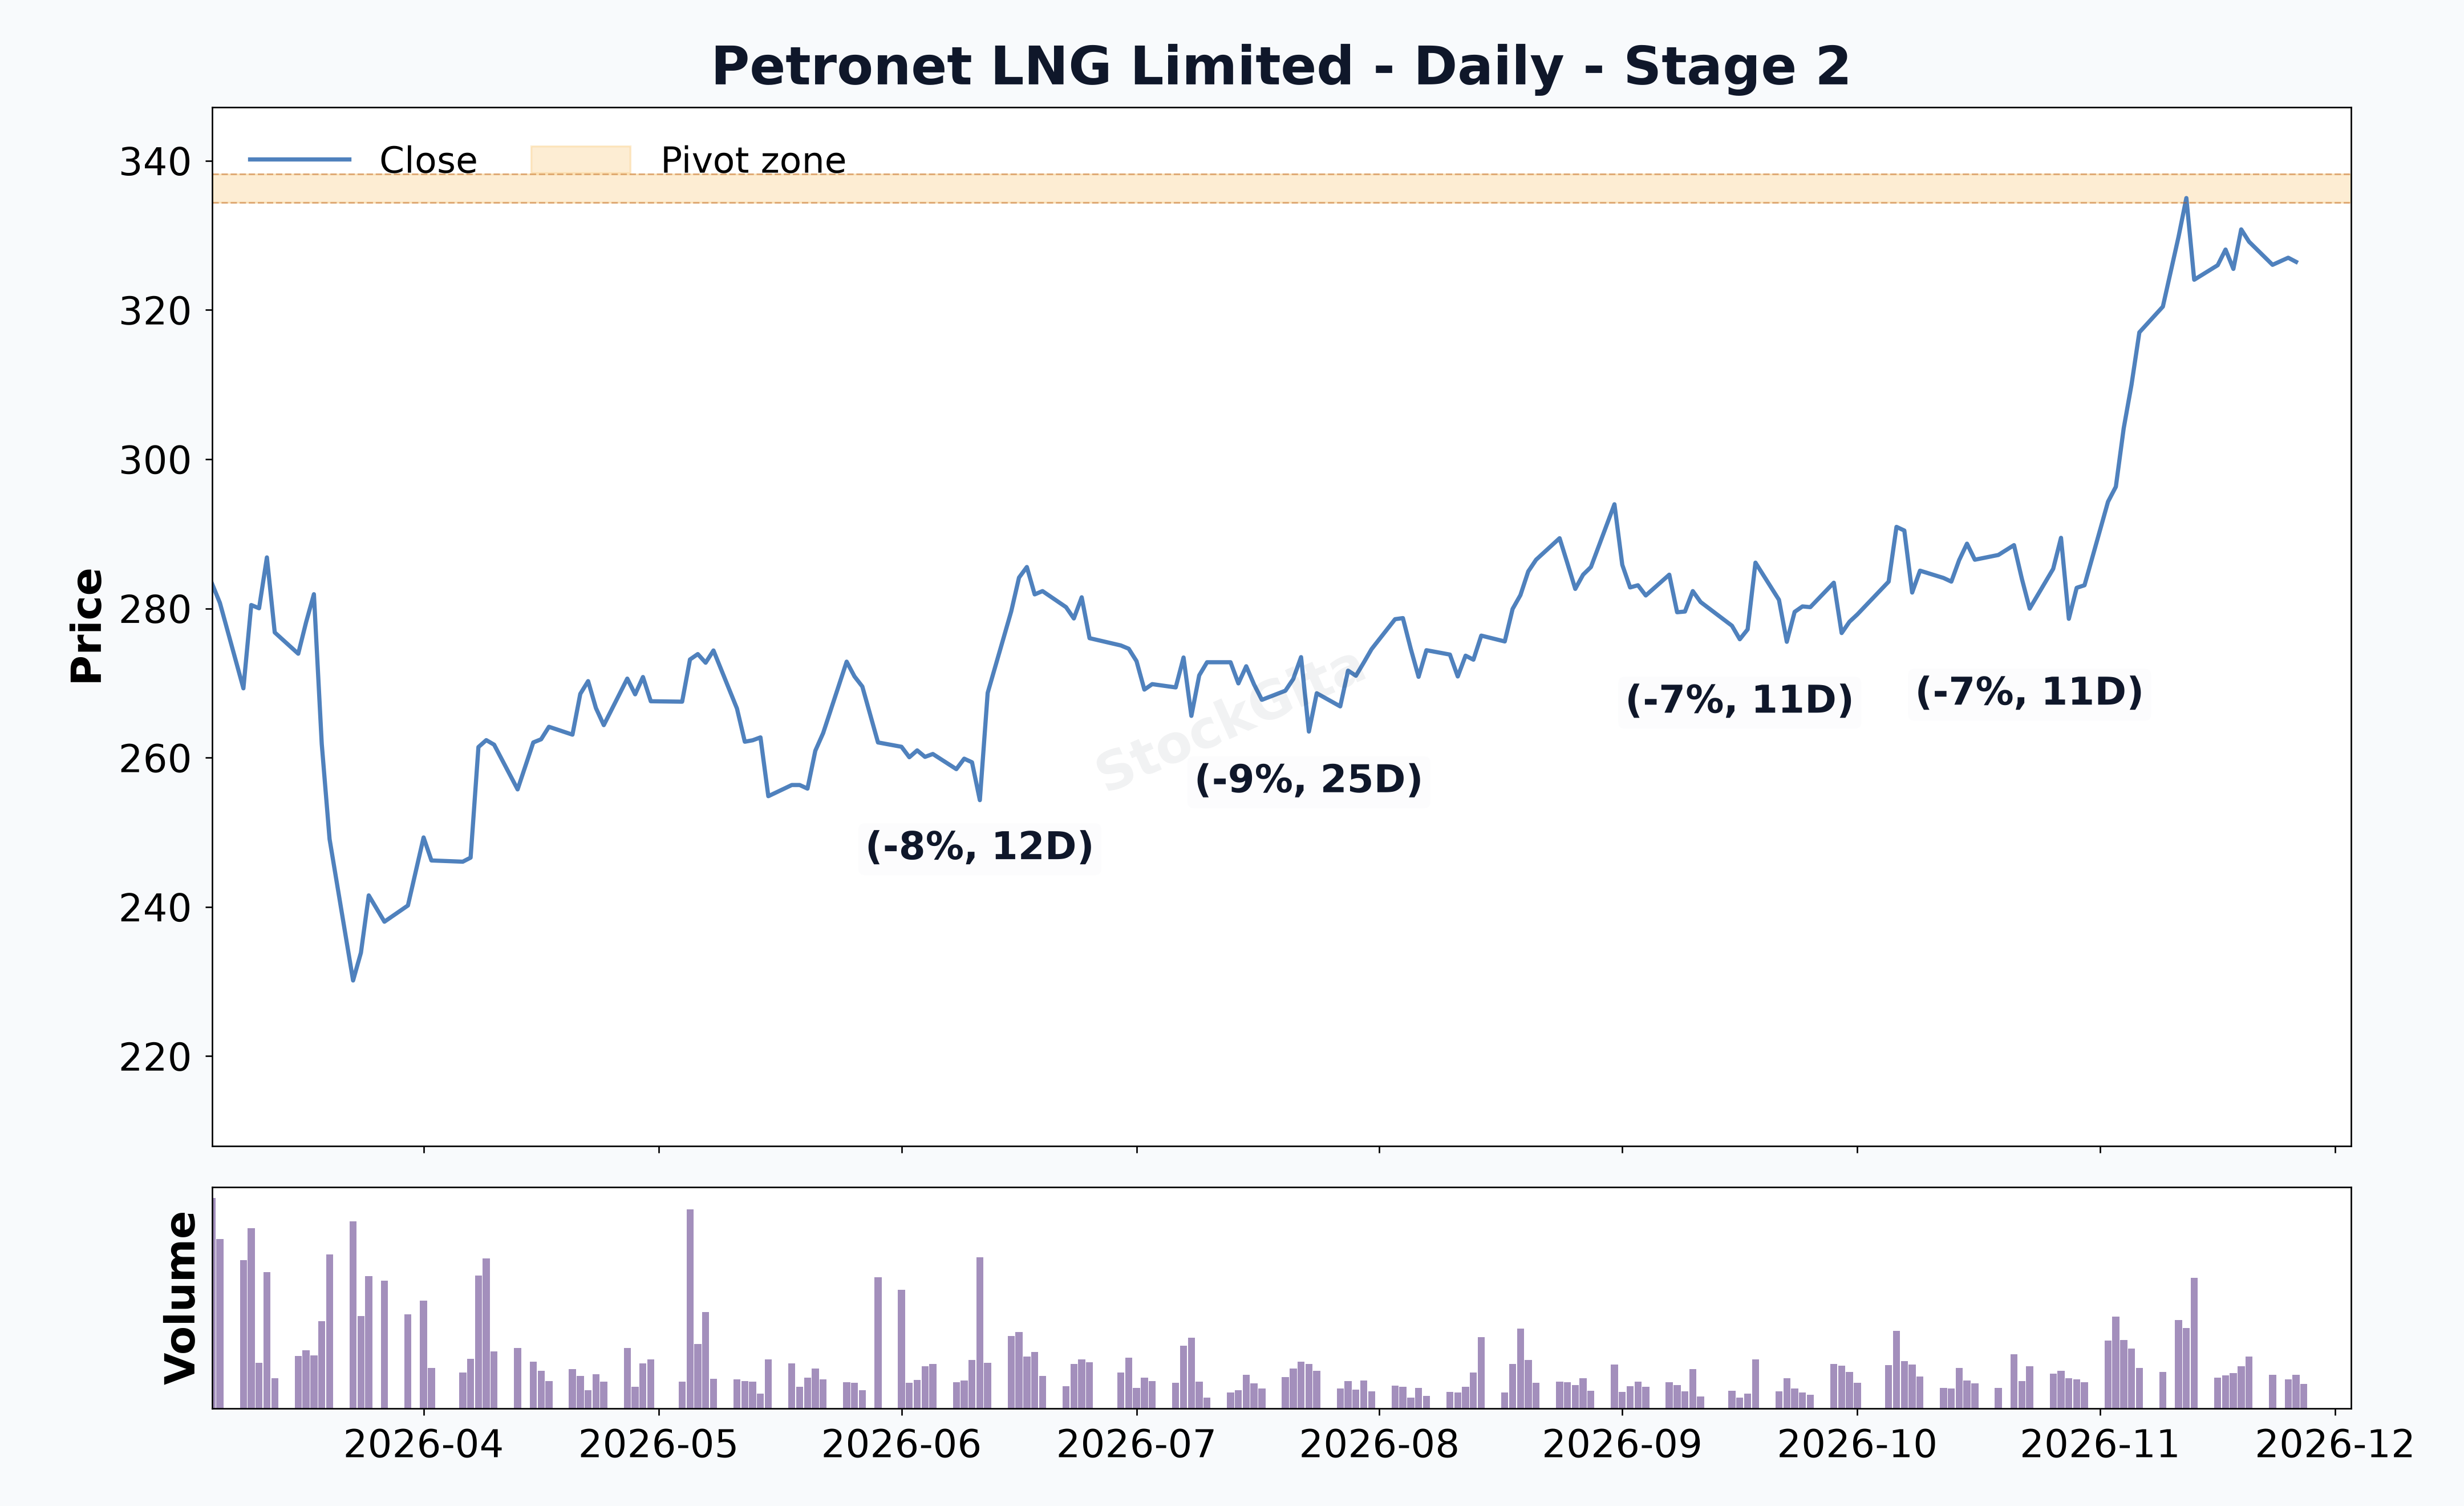 Petronet LNG Limited - Daily - Stage 2
Close
Pivot zone
Price
340
320
300
280
260
240
220
StockGita
(-8%, 12D)
(-9%, 25D)
(-7%, 11D)
(-7%, 11D)
Volume
2026-04
2026-05
2026-06
2026-07
2026-08
2026-09
2026-10
2026-11
2026-12